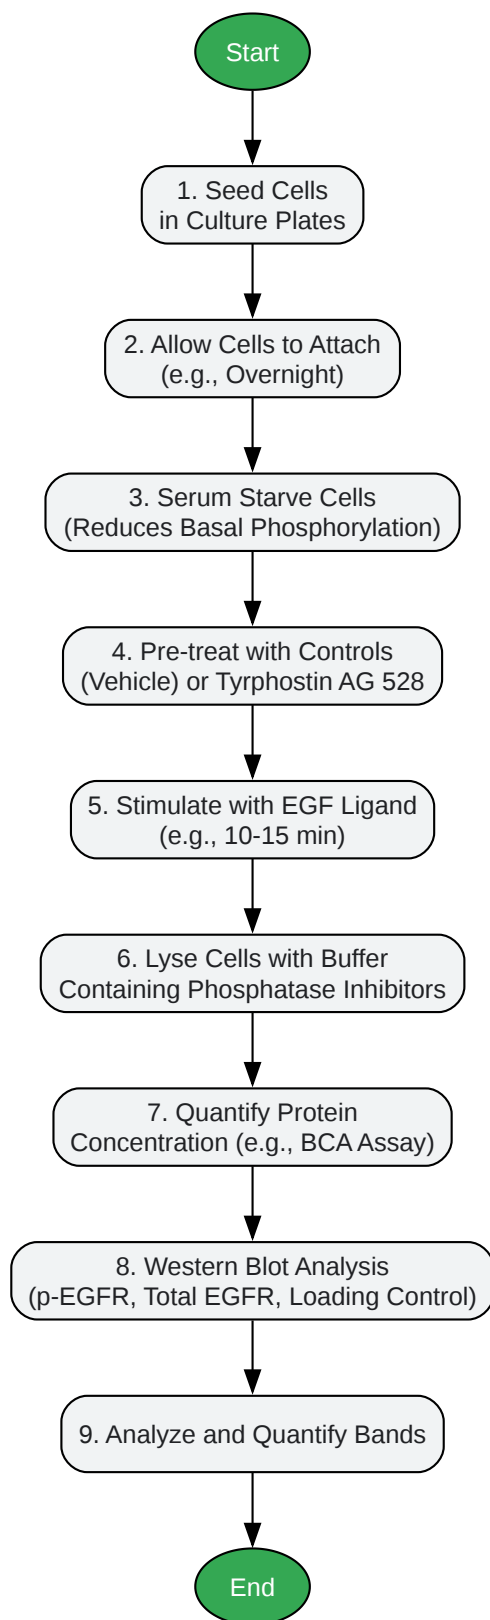 Start
1. Seed Cells
in Culture Plates
2. Allow Cells to Attach
(e.g., Overnight)
3. Serum Starve Cells
(Reduces Basal Phosphorylation)
4. Pre-treat with Controls
(Vehicle) or Tyrphostin AG 528
5. Stimulate with EGF Ligand
(e.g., 10-15 min)
6. Lyse Cells with Buffer
Containing Phosphatase Inhibitors
7. Quantify Protein
Concentration (e.g., BCA Assay)
8. Western Blot Analysis
(p-EGFR, Total EGFR, Loading Control)
9. Analyze and Quantify Bands
End